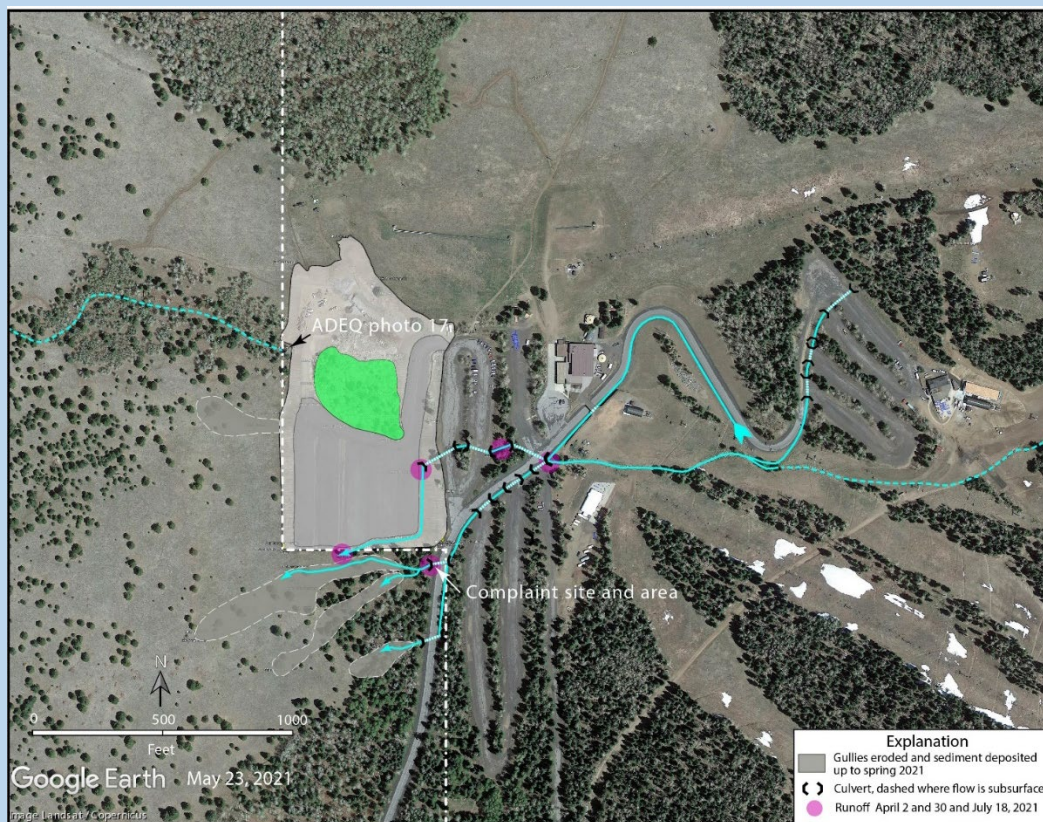 ADEQ photo 17
Complaint site and area
N
0 500 1000
Feet
Google Earth May 23, 2021
Image Landsat / Copernicus
Explanation
Gullies eroded and sediment deposited
up to spring 2021
Culvert, dashed where flow is subsurface
Runoff April 2 and 30 and July 18, 2021